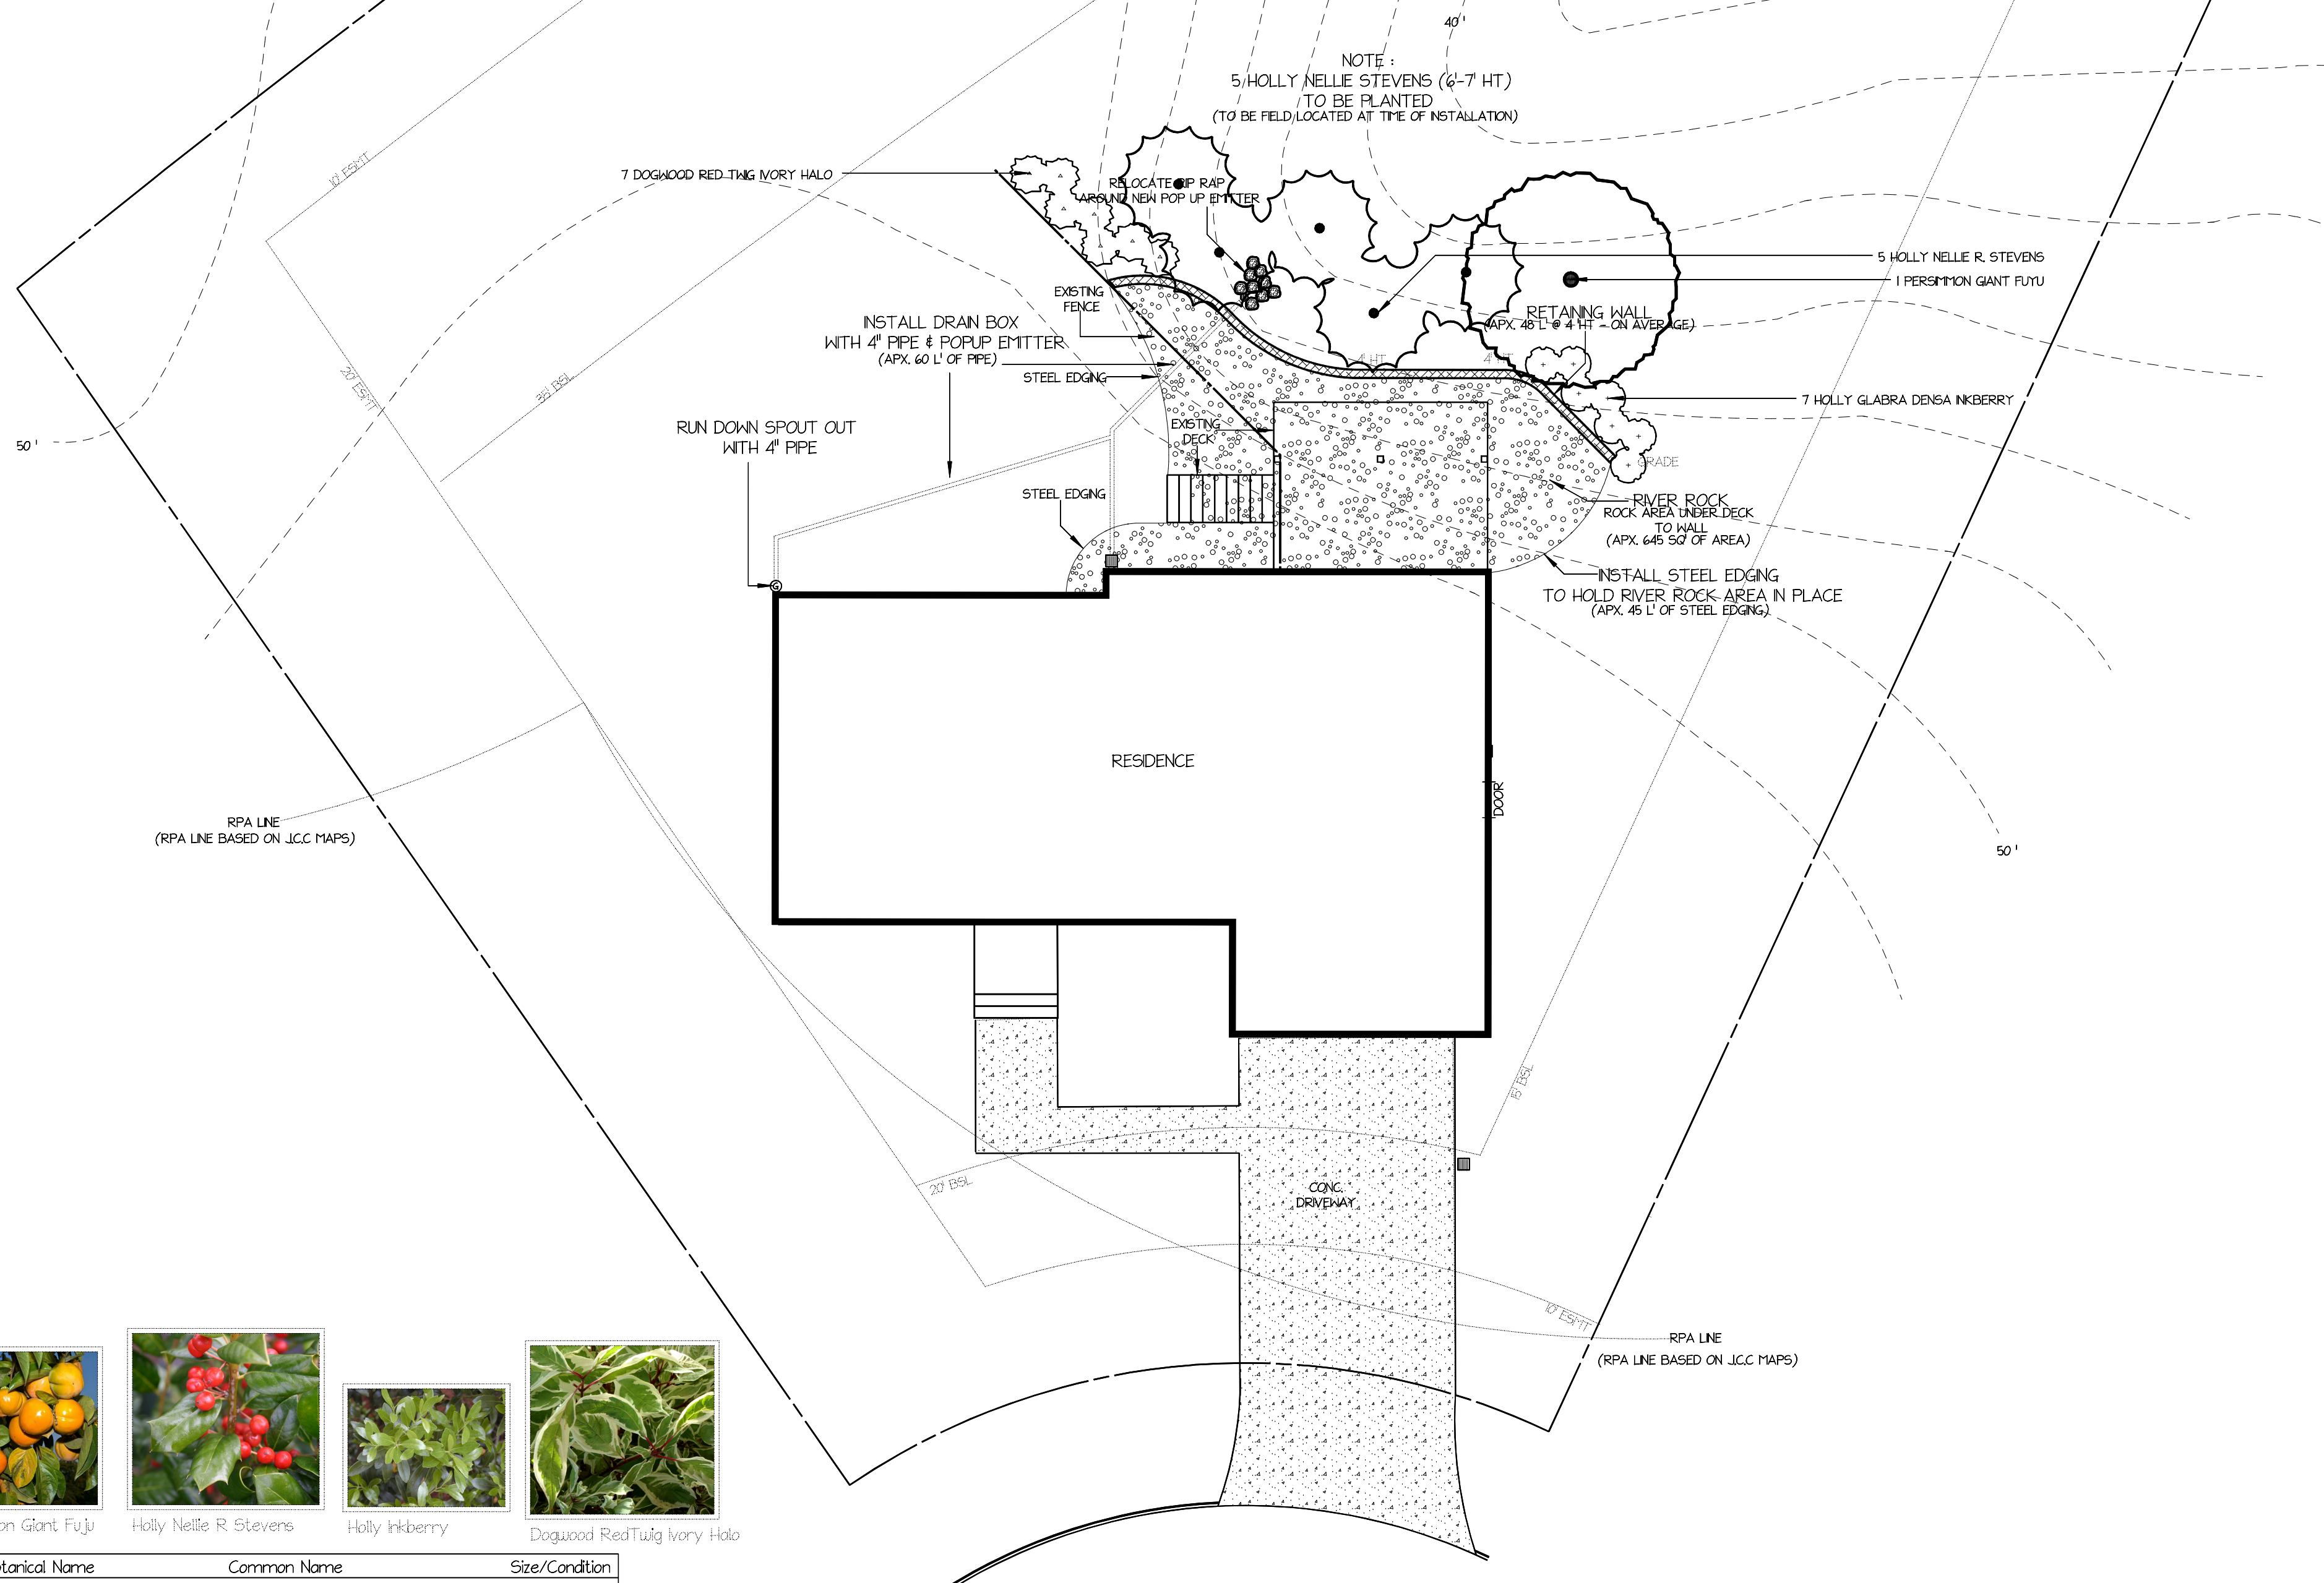 40 '
NOTE :
5 HOLLY NELLIE STEVENS (6'-7' HT)
TO BE PLANTED
(TO BE FIELD LOCATED AT TIME OF INSTALLATION)
10' ESMT
7 DOGWOOD RED TWIG IVORY HALO
RELOCATE RIP RAP
AROUND NEW POP UP EMITTER
5 HOLLY NELLIE R. STEVENS
1 PERSIMMON GIANT FUYU
EXISTING
FENCE
RETAINING WALL
(APX. 48 L' @ 4' HT - ON AVERAGE)
INSTALL DRAIN BOX
WITH 4" PIPE & POPUP EMITTER
(APX. 60 L' OF PIPE)
4' HT
4' HT
STEEL EDGING
20' ESMT
35' BSL
7 HOLLY GLABRA DENSA INKBERRY
EXISTING
DECK
RUN DOWN SPOUT OUT
WITH 4" PIPE
50 '
GRADE
STEEL EDGING
RIVER ROCK
ROCK AREA UNDER DECK
TO WALL
(APX. 645 SQ' OF AREA)
INSTALL STEEL EDGING
TO HOLD RIVER ROCK AREA IN PLACE
(APX. 45 L' OF STEEL EDGING)
RESIDENCE
DOOR
RPA LINE
(RPA LINE BASED ON J.C.C MAPS)
50 '
15' BSL
20' BSL
CONC.
DRIVEWAY
10' ESMT
RPA LINE
(RPA LINE BASED ON J.C.C MAPS)
on Giant Fuju
Holly Nellie R Stevens
Holly Inkberry
Dogwood RedTwig Ivory Halo
otanical Name
Common Name
Size/Condition